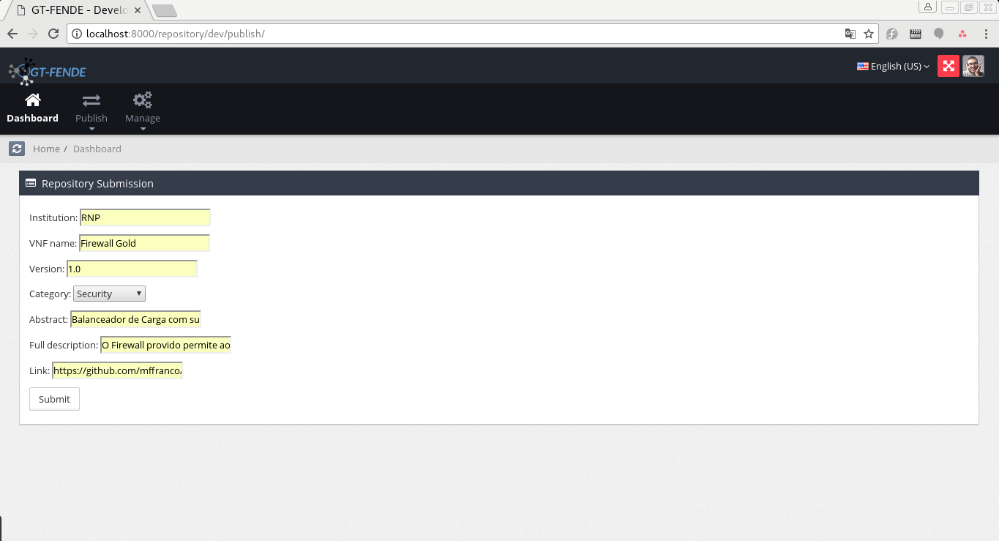 GT-FENDE - Develo
localhost:8000/repository/dev/publish/
GT-FENDE
English (US)
Dashboard
Publish
Manage
Home / Dashboard
Repository Submission
Institution: RNP
VNF name: Firewall Gold
Version: 1.0
Category: Security
Abstract: Balanceador de Carga com su
Full description: O Firewall provido permite ao
Link: https://github.com/mffranco/
Submit